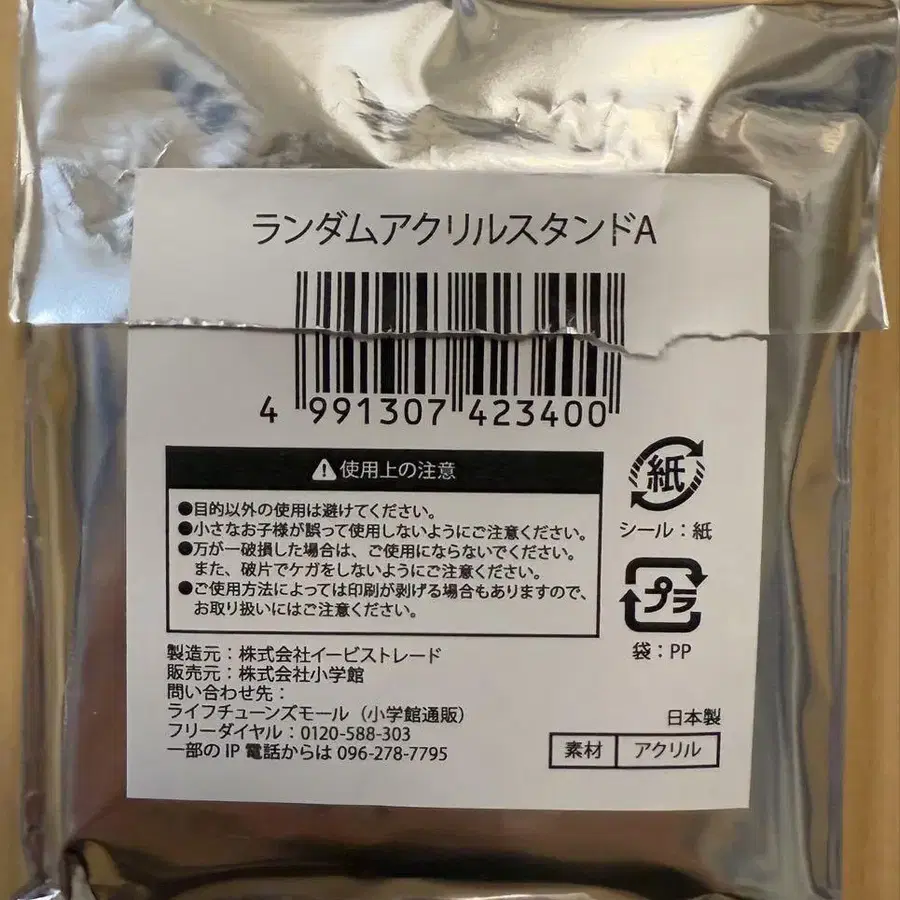 ランダムアクリルスタンドA
4 991307 423400
使用上の注意
●目的以外の使用は避けてください。
●小さなお子様が誤って使用しないようにご注意ください。
●万が一破損した場合は、ご使用にならないでください。
また、破片でケガをしないようにご注意ください。
●ご使用方法によっては印刷が剥げる場合もありますので、
お取り扱いにはご注意ください。
紙
シール：紙
プラ
袋：PP
製造元：株式会社イービストレード
販売元：株式会社小学館
問い合わせ先：
ライフチューンズモール（小学館通販）
フリーダイヤル：0120-588-303
一部の IP 電話からは 096-278-7795
日本製
素材 アクリル